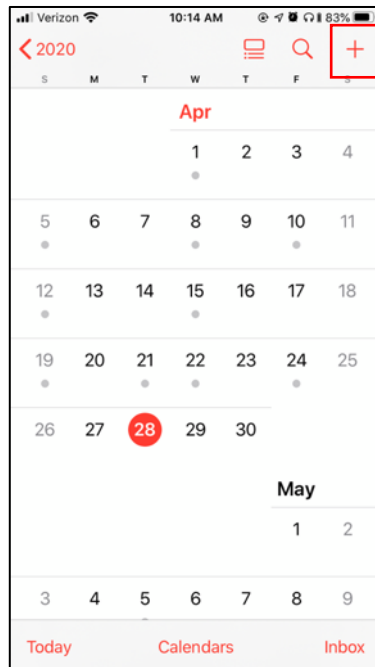 Verizon 10:14 AM 83%
2020
S M T W T F S
Apr
1 2 3 4
5 6 7 8 9 10 11
12 13 14 15 16 17 18
19 20 21 22 23 24 25
26 27 28 29 30
May
1 2
3 4 5 6 7 8 9
Today Calendars Inbox